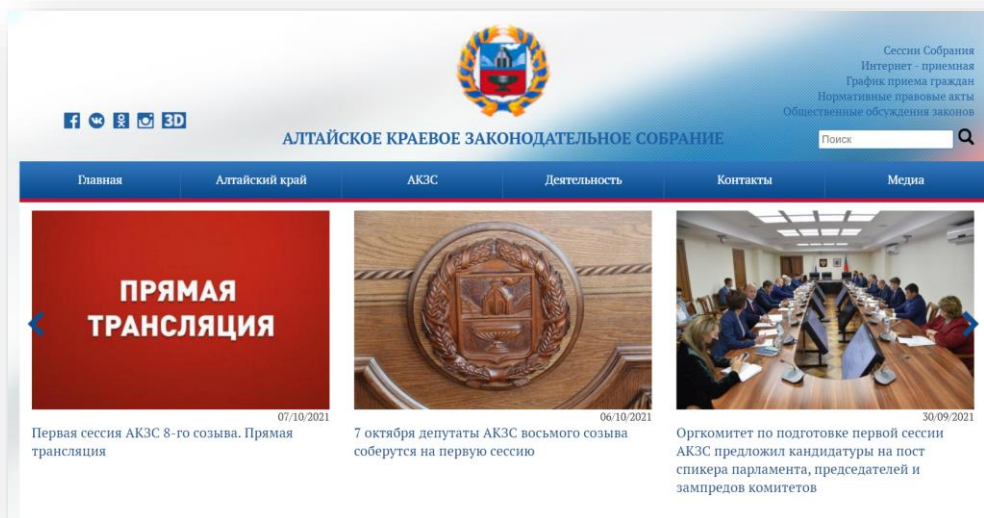 Сессии Собрания
Интернет - приемная
График приема граждан
Нормативные правовые акты
Общественные обсуждения законов
3D
АЛТАЙСКОЕ КРАЕВОЕ ЗАКОНОДАТЕЛЬНОЕ СОБРАНИЕ
Поиск
Главная
Алтайский край
АКЗС
Деятельность
Контакты
Медиа
ПРЯМАЯ
ТРАНСЛЯЦИЯ
07/10/2021
Первая сессия АКЗС 8-го созыва. Прямая
трансляция
06/10/2021
7 октября депутаты АКЗС восьмого созыва
соберутся на первую сессию
30/09/2021
Оргкомитет по подготовке первой сессии
АКЗС предложил кандидатуры на пост
спикера парламента, председателей и
зампредов комитетов